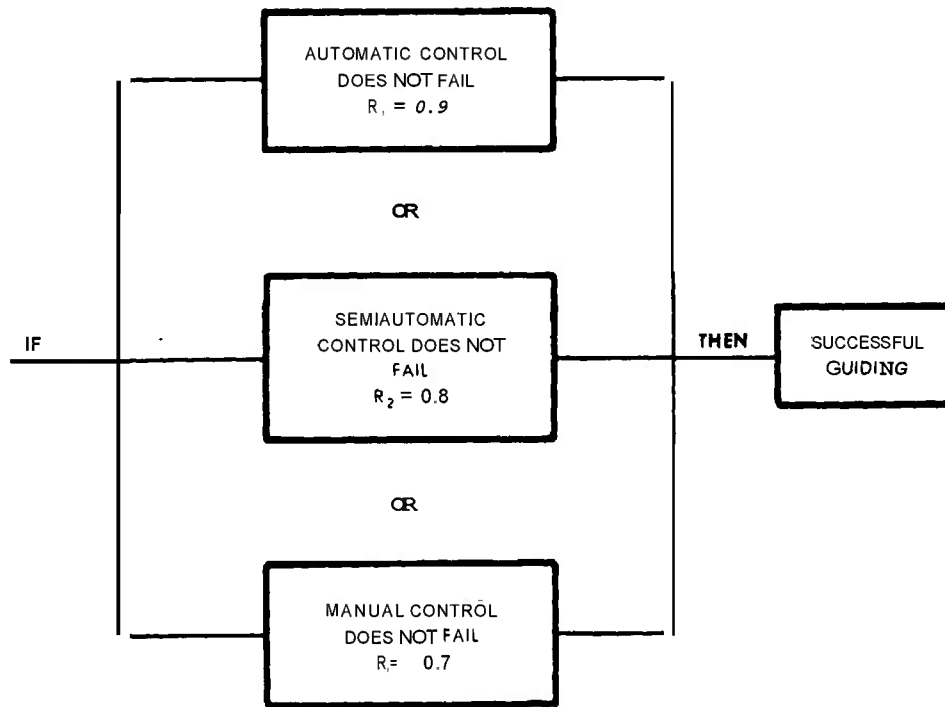 AUTOMATIC CONTROL
DOES NOT FAIL
R₁ = 0.9
OR
IF
SEMIAUTOMATIC
CONTROL DOES NOT
FAIL
R₂ = 0.8
THEN
SUCCESSFUL
GUIDING
OR
MANUAL CONTROL
DOES NOT FAIL
R = 0.7